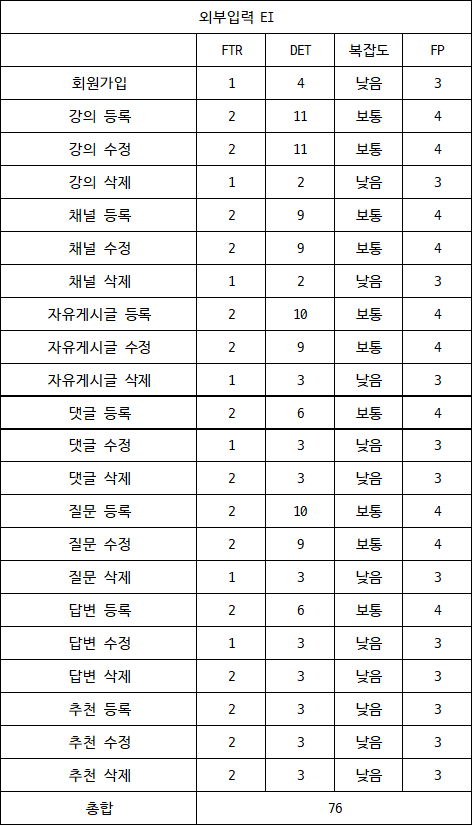 외부입력 EI
FTR DET 복잡도 FP
회원가입 1 4 낮음 3
강의 등록 2 11 보통 4
강의 수정 2 11 보통 4
강의 삭제 1 2 낮음 3
채널 등록 2 9 보통 4
채널 수정 2 9 보통 4
채널 삭제 1 2 낮음 3
자유게시글 등록 2 10 보통 4
자유게시글 수정 2 9 보통 4
자유게시글 삭제 1 3 낮음 3
댓글 등록 2 6 보통 4
댓글 수정 1 3 낮음 3
댓글 삭제 2 3 낮음 3
질문 등록 2 10 보통 4
질문 수정 2 9 보통 4
질문 삭제 1 3 낮음 3
답변 등록 2 6 보통 4
답변 수정 1 3 낮음 3
답변 삭제 2 3 낮음 3
추천 등록 2 3 낮음 3
추천 수정 2 3 낮음 3
추천 삭제 2 3 낮음 3
총합 76